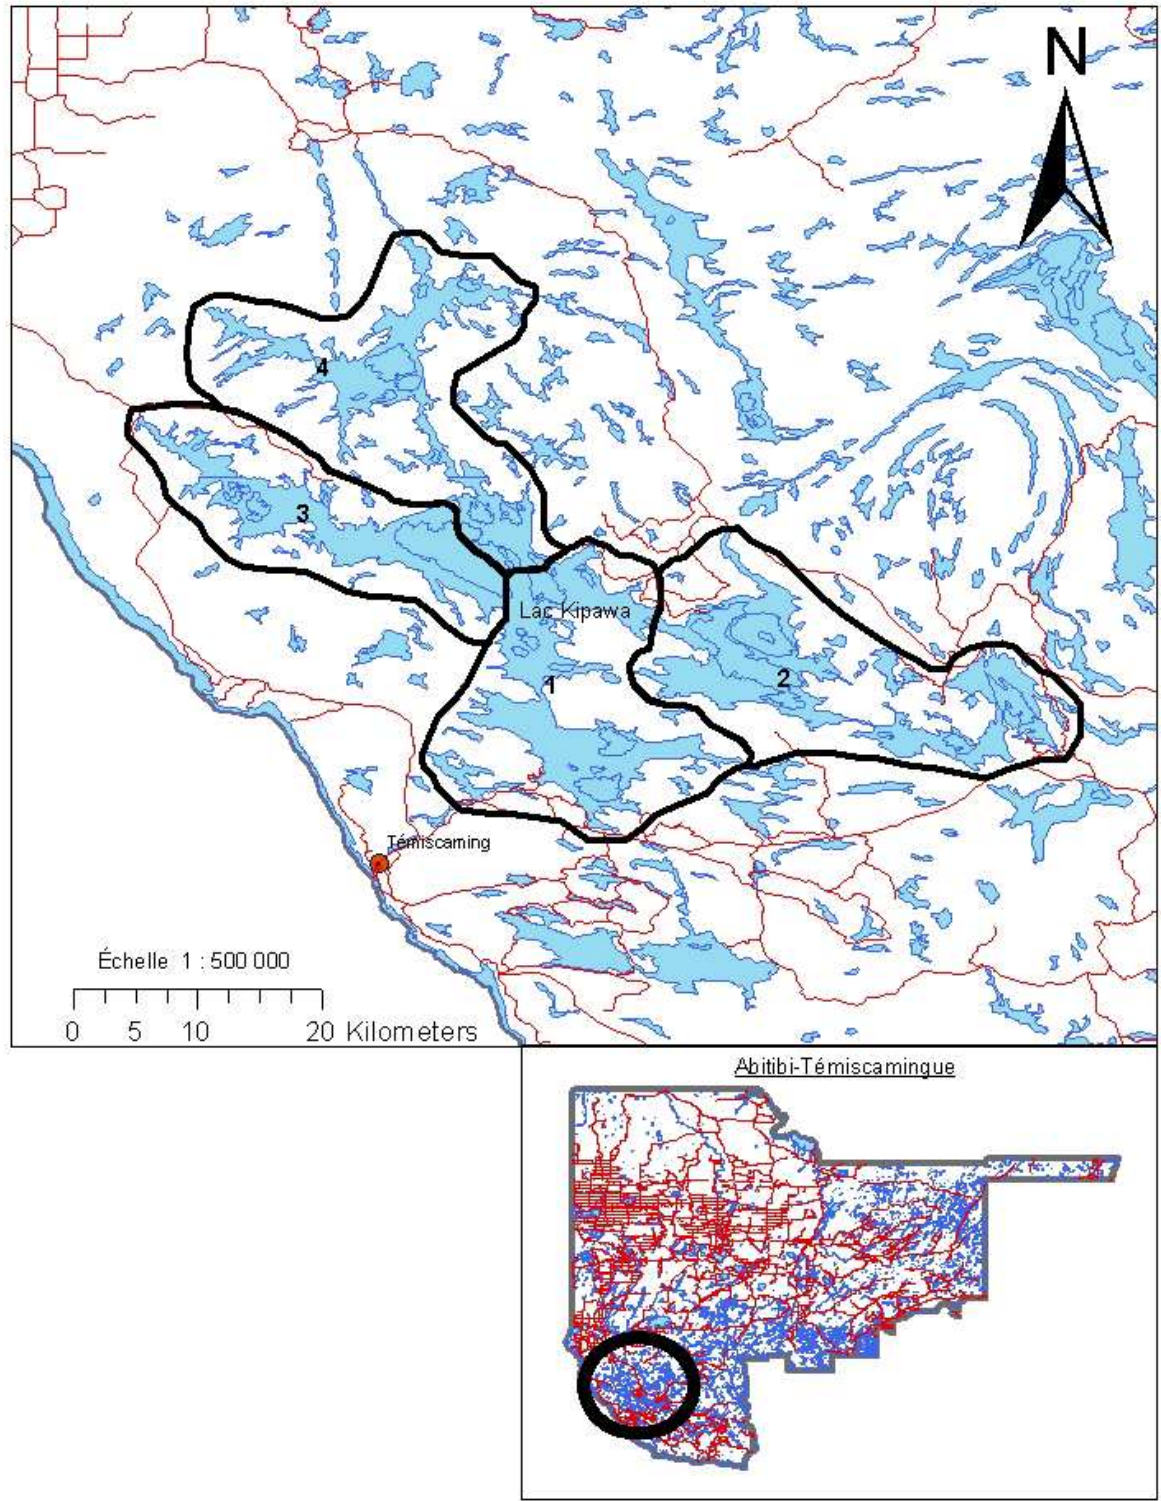 N
4
3
Lac Kipawa
2
1
Témiscaming
Échelle 1 : 500 000
0 5 10 20 Kilometers
Abitibi-Témiscamingue